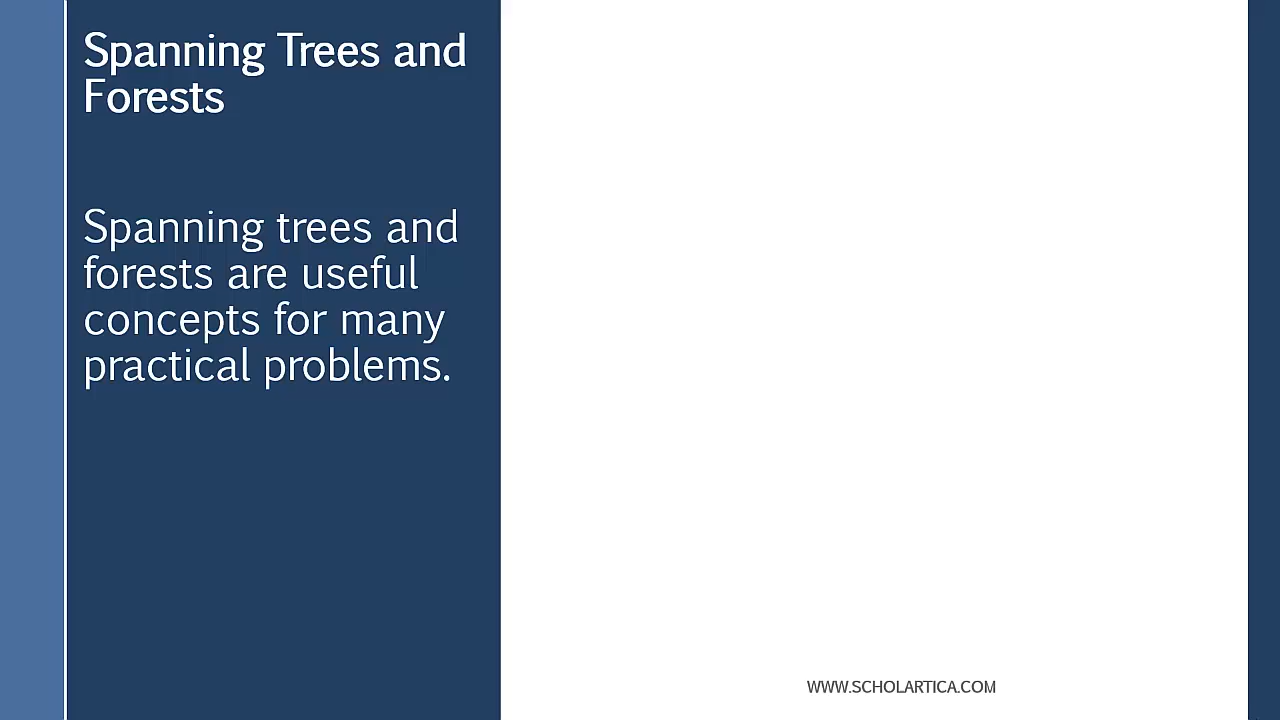 Spanning Trees and
Forests
Spanning trees and
forests are useful
concepts for many
practical problems.
WWW.SCHOLARTICA.COM